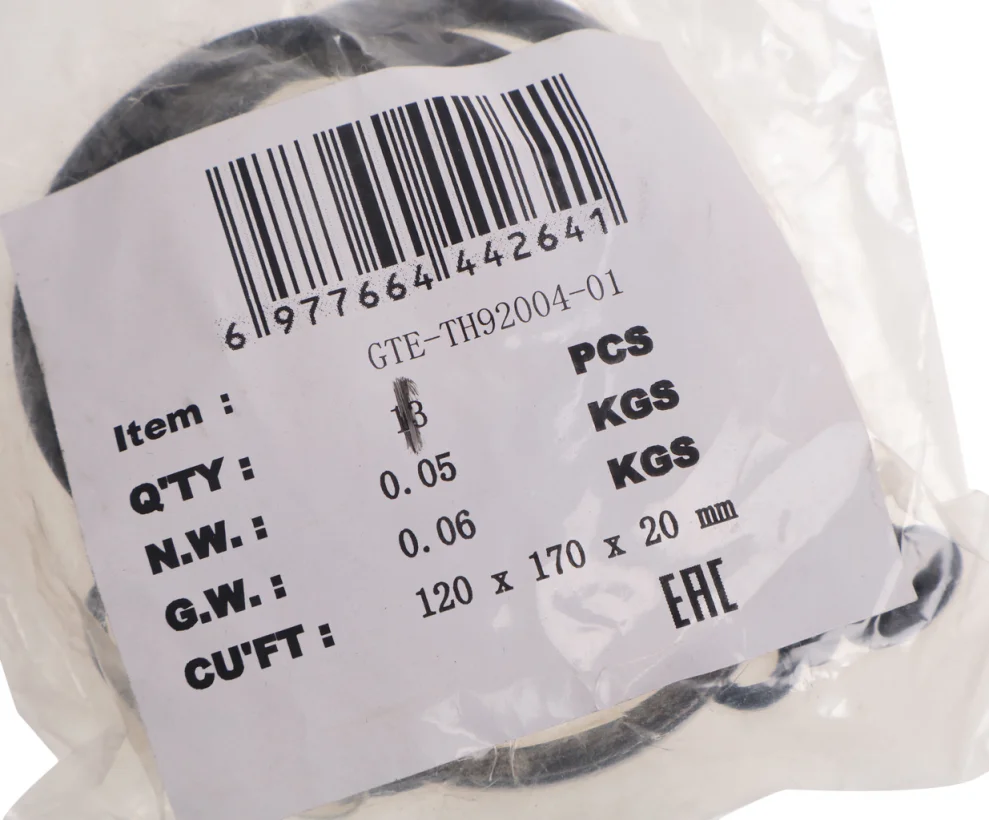 6 977664 442641
Item : GTE-TH92004-01
Q'TY : 13 PCS
N.W. : 0.05 KGS
G.W. : 0.06 KGS
CU'FT : 120 x 170 x 20 mm
EAC